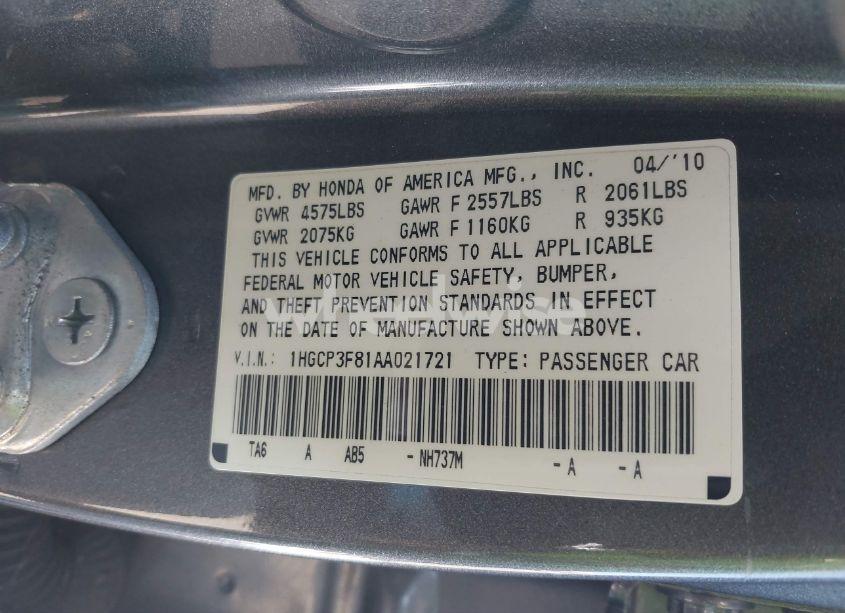 MFD. BY HONDA OF AMERICA MFG., INC. 04/'10
GVWR 4575LBS GAWR F 2557LBS R 2061LBS
GVWR 2075KG GAWR F 1160KG R 935KG
THIS VEHICLE CONFORMS TO ALL APPLICABLE
FEDERAL MOTOR VEHICLE SAFETY, BUMPER,
AND THEFT PREVENTION STANDARDS IN EFFECT
ON THE DATE OF MANUFACTURE SHOWN ABOVE.
V.I.N.: 1HGCP3F81AA021721 TYPE: PASSENGER CAR
TA6 A AB5 - NH737M - A - A